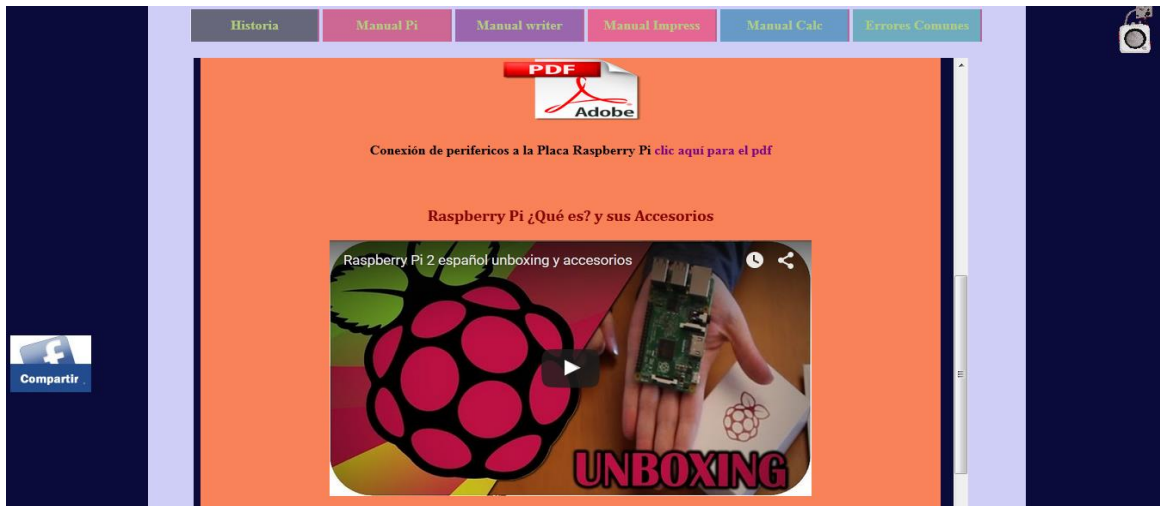 Historia
Manual Pi
Manual writer
Manual Impress
Manual Calc
Errores Comunes
PDF
Adobe
Conexión de perifericos a la Placa Raspberry Pi clic aquí para el pdf
Raspberry Pi ¿Qué es? y sus Accesorios
Raspberry Pi 2 español unboxing y accesorios
UNBOXING
f
Compartir